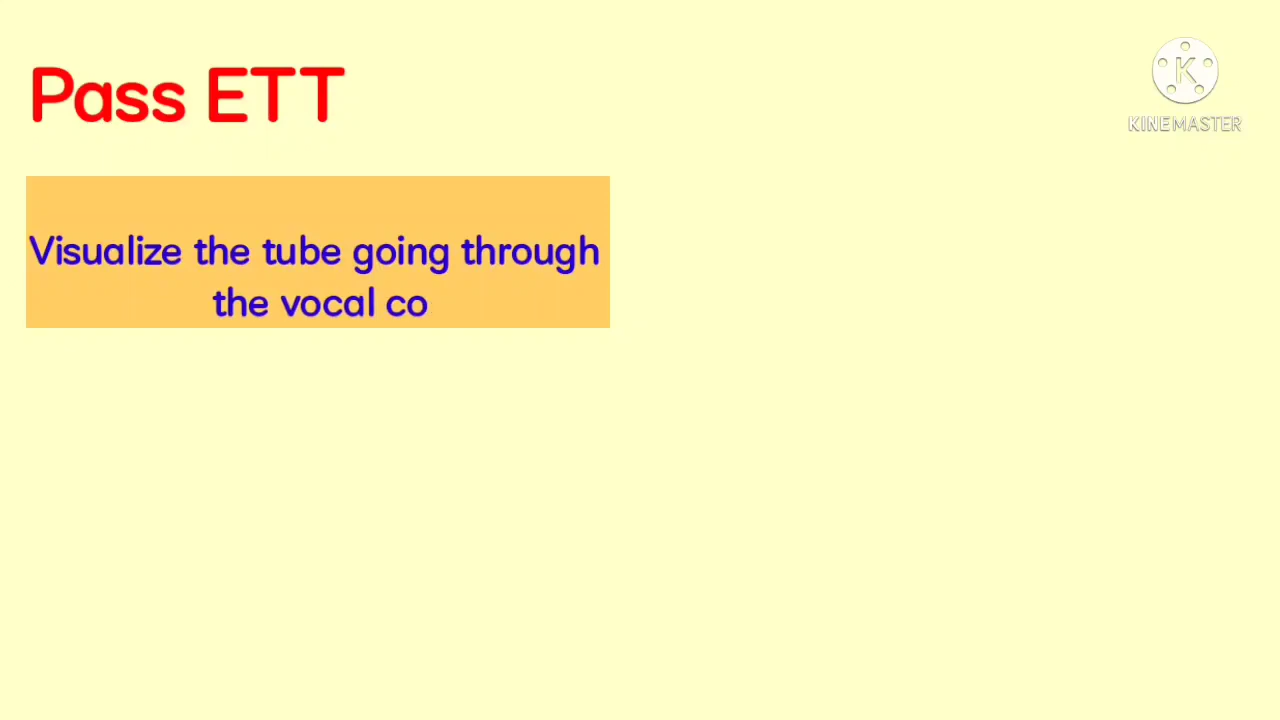 Pass ETT
K
KINEMASTER
Visualize the tube going through
the vocal co